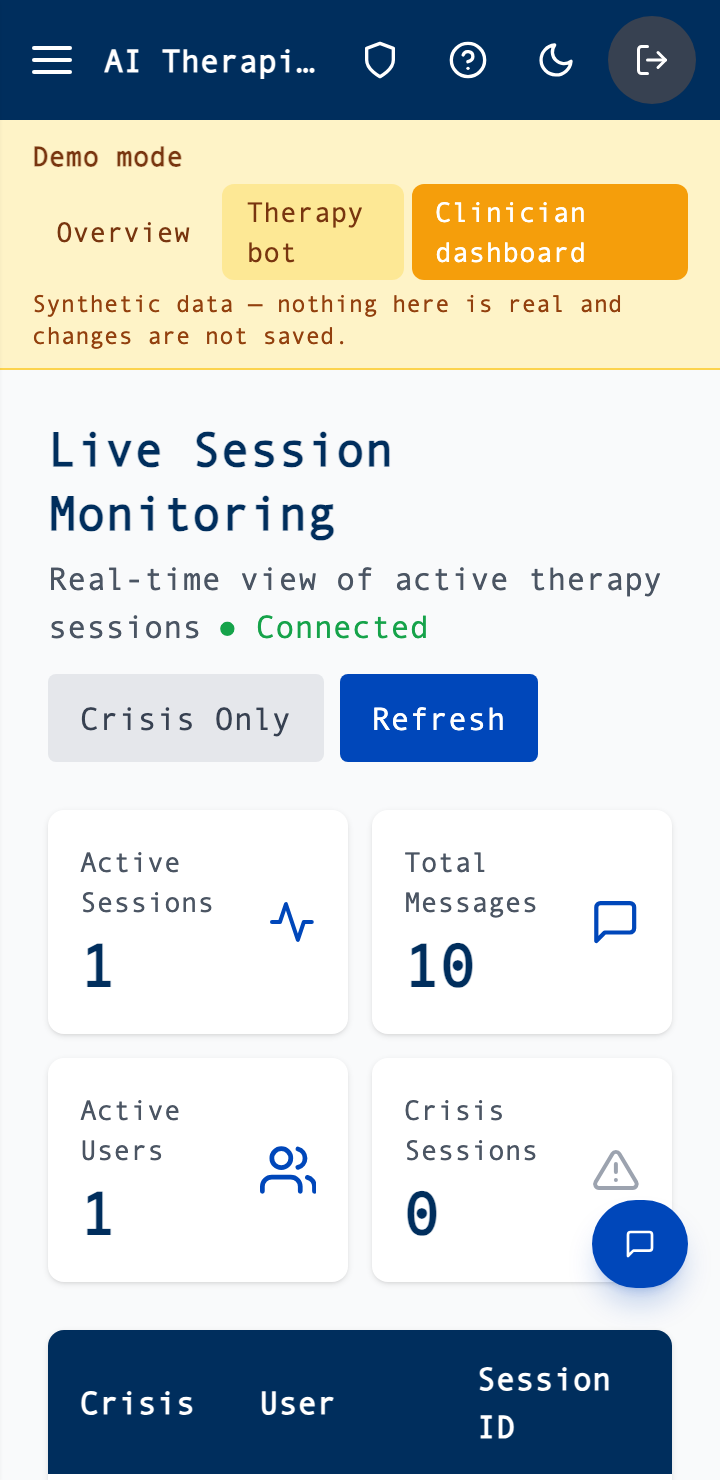 AI Therapi…
Demo mode
Overview
Therapy
bot
Clinician
dashboard
Synthetic data — nothing here is real and
changes are not saved.
Live Session
Monitoring
Real-time view of active therapy
sessions ● Connected
Crisis Only
Refresh
Active
Sessions
1
Total
Messages
10
Active
Users
1
Crisis
Sessions
0
Crisis
User
Session
ID